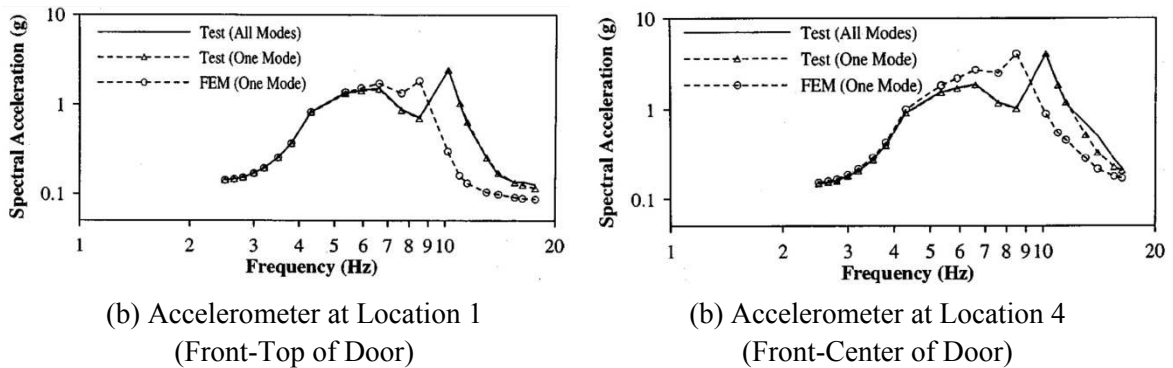 Spectral Acceleration (g)
10
1
0.1
Test (All Modes)
Test (One Mode)
FEM (One Mode)
1 2 3 4 5 6 7 8 9 10 20
Frequency (Hz)
(b) Accelerometer at Location 1
(Front-Top of Door)
Spectral Acceleration (g)
10
1
0.1
Test (All Modes)
Test (One Mode)
FEM (One Mode)
1 2 3 4 5 6 7 8 9 10 20
Frequency (Hz)
(b) Accelerometer at Location 4
(Front-Center of Door)